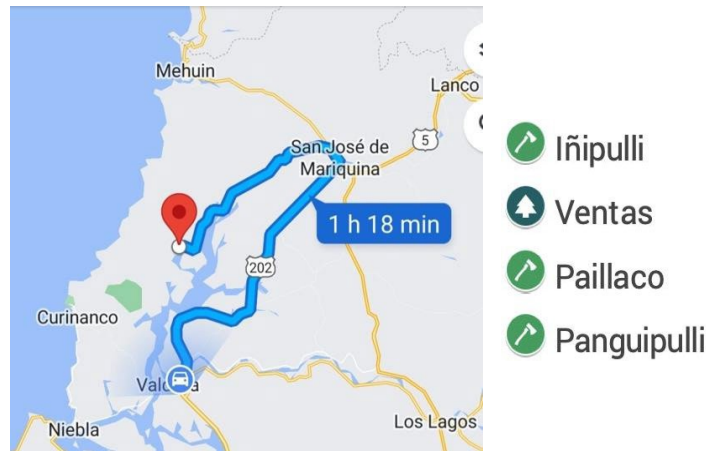 Mehuin
Lanco
5
San José de
Mariquina
1 h 18 min
202
Curinanco
Niebla
Los Lagos
Iñipulli
Ventas
Paillaco
Panguipulli